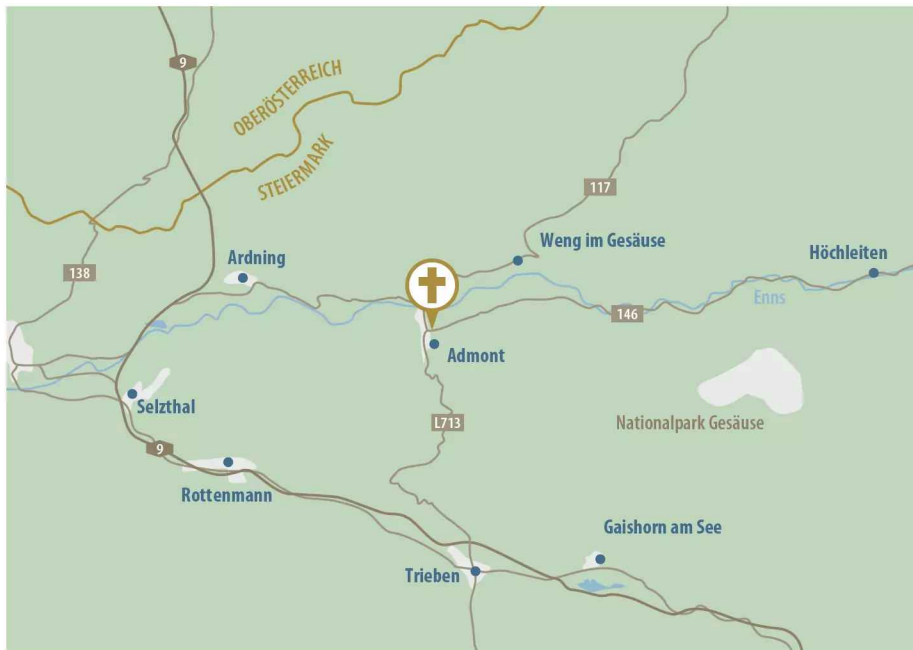 9
OBERÖSTERREICH
STEIERMARK
117
Weng im Gesäuse
Höchleiten
Ardning
138
Enns
146
Admont
Selzthal
L713
Nationalpark Gesäuse
9
Rottenmann
Gaishorn am See
Trieben